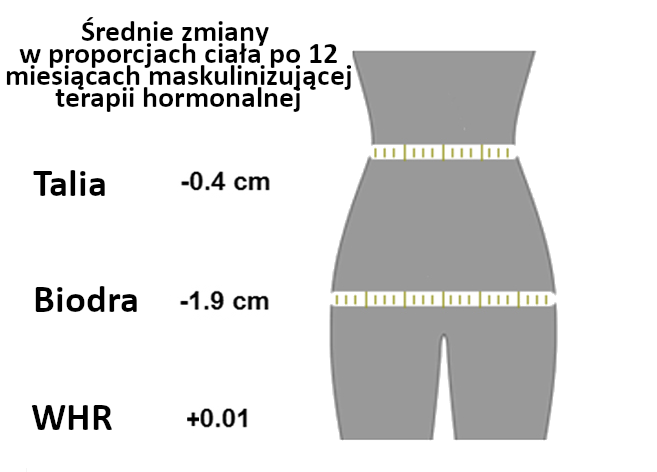 Średnie zmiany
w proporcjach ciała po 12
miesiącach maskulinizującej
terapii hormonalnej
Talia -0.4 cm
Biodra -1.9 cm
WHR +0.01